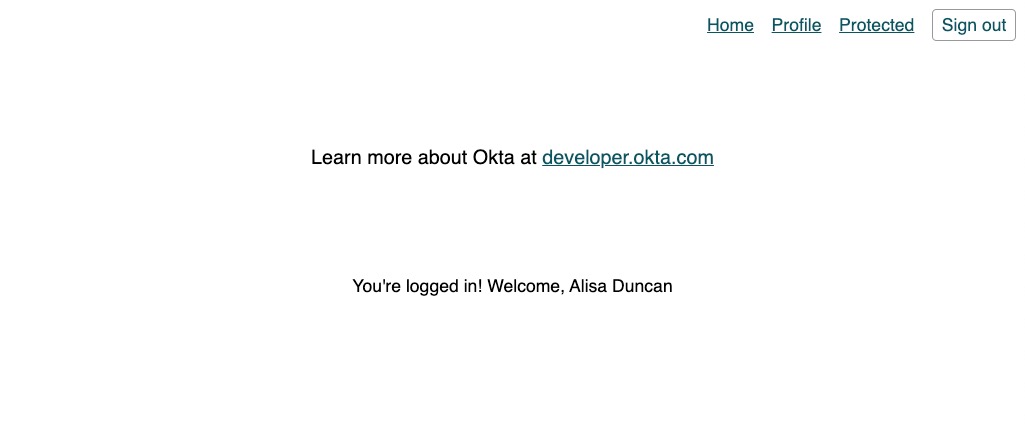 Home Profile Protected Sign out
Learn more about Okta at developer.okta.com
You're logged in! Welcome, Alisa Duncan